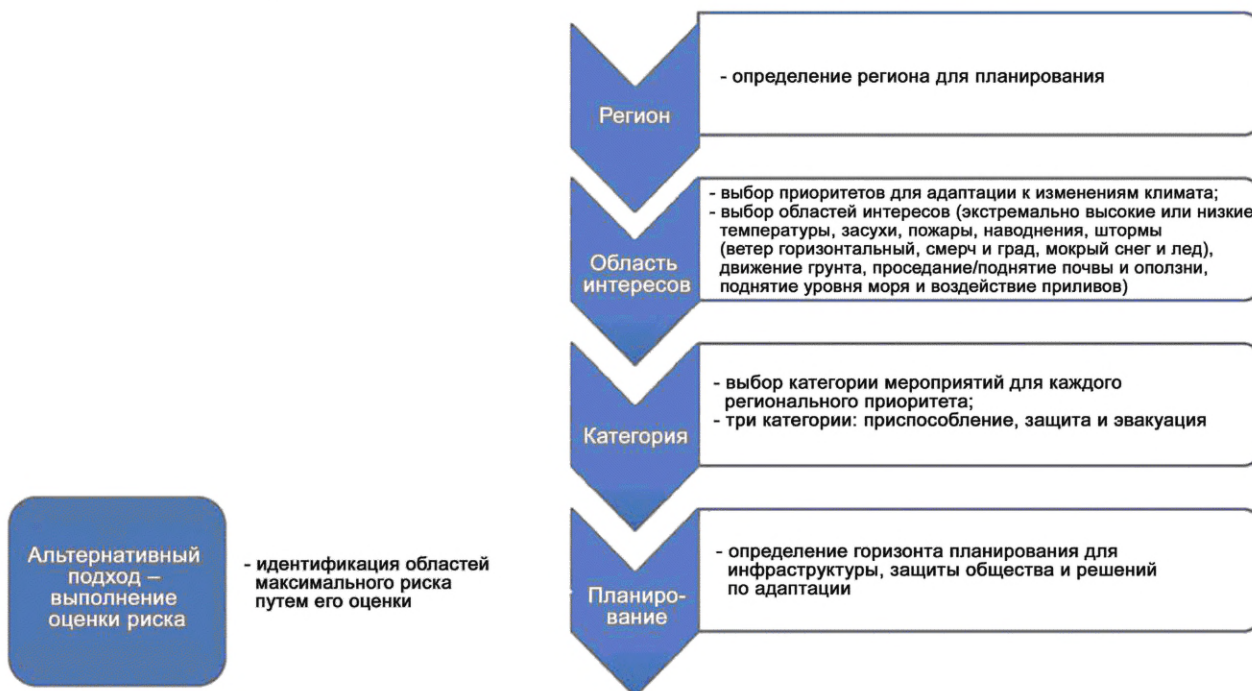 Регион
- определение региона для планирования
Область
интересов
- выбор приоритетов для адаптации к изменениям климата;
- выбор областей интересов (экстремально высокие или низкие
температуры, засухи, пожары, наводнения, штормы
(ветер горизонтальный, смерч и град, мокрый снег и лед),
движение грунта, проседание/поднятие почвы и оползни,
поднятие уровня моря и воздействие приливов)
Категория
- выбор категории мероприятий для каждого
регионального приоритета;
- три категории: приспособление, защита и эвакуация
Альтернативный
подход –
выполнение
оценки риска
- идентификация областей
максимального риска
путем его оценки
Планиро-
вание
- определение горизонта планирования для
инфраструктуры, защиты общества и решений
по адаптации